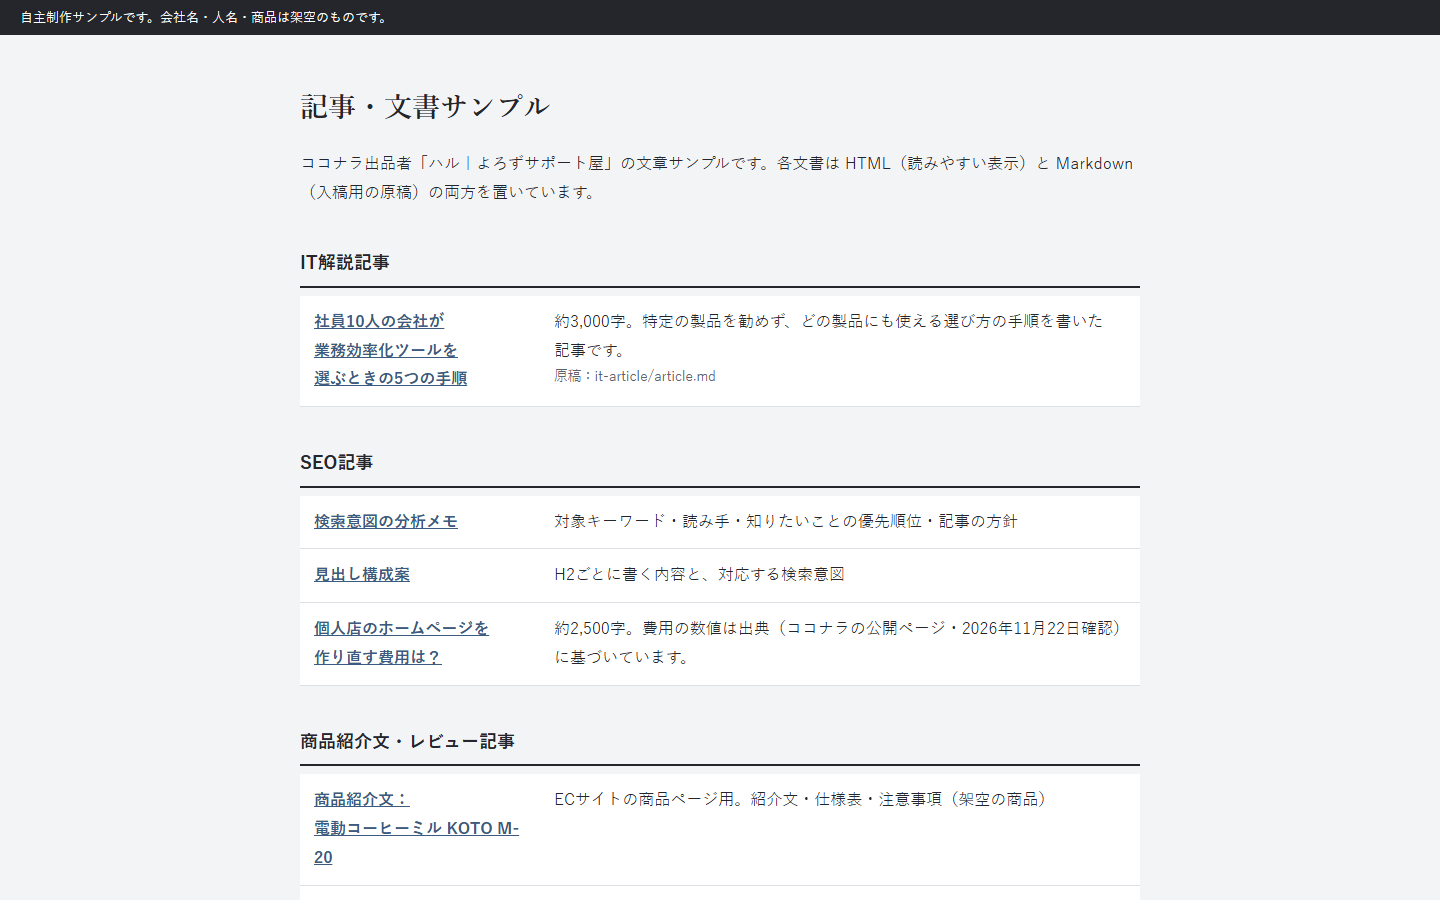 自主制作サンプルです。会社名・人名・商品は架空のものです。
記事・文書サンプル
ココナラ出品者「ハル｜よろずサポート屋」の文章サンプルです。各文書は HTML（読みやすい表示）と Markdown
（入稿用の原稿）の両方を置いています。
IT解説記事
社員10人の会社が
業務効率化ツールを
選ぶときの5つの手順
約3,000字。特定の製品を勧めず、どの製品にも使える選び方の手順を書いた
記事です。
原稿：it-article/article.md
SEO記事
検索意図の分析メモ
対象キーワード・読み手・知りたいことの優先順位・記事の方針
見出し構成案
H2ごとに書く内容と、対応する検索意図
個人店のホームページを
作り直す費用は？
約2,500字。費用の数値は出典（ココナラの公開ページ・2026年11月22日確認）
に基づいています。
商品紹介文・レビュー記事
商品紹介文：
電動コーヒーミル KOTO M-
20
ECサイトの商品ページ用。紹介文・仕様表・注意事項（架空の商品）